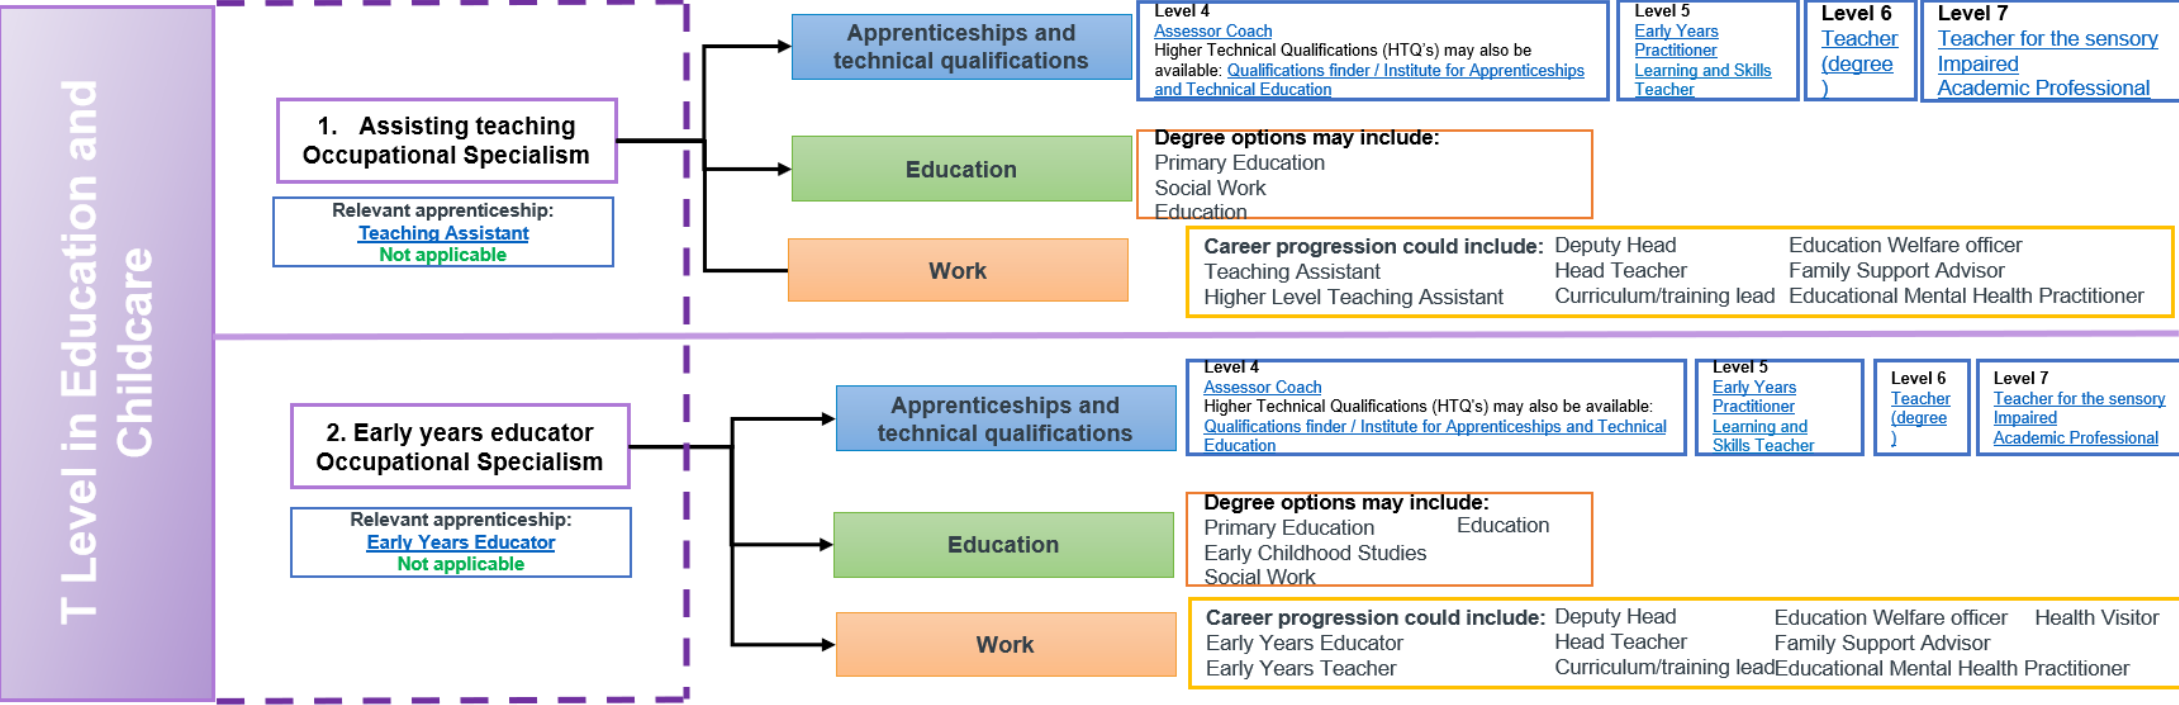 T Level in Education and
Childcare
1. Assisting teaching
Occupational Specialism
Relevant apprenticeship:
Teaching Assistant
Not applicable
Apprenticeships and
technical qualifications
Level 4
Assessor Coach
Higher Technical Qualifications (HTQ's) may also be
available: Qualifications finder / Institute for Apprenticeships
and Technical Education
Level 5
Early Years
Practitioner
Learning and Skills
Teacher
Level 6
Teacher
(degree
)
Level 7
Teacher for the sensory
Impaired
Academic Professional
Education
Degree options may include:
Primary Education
Social Work
Education
Work
Career progression could include:
Teaching Assistant
Higher Level Teaching Assistant
Deputy Head
Head Teacher
Curriculum/training lead
Education Welfare officer
Family Support Advisor
Educational Mental Health Practitioner
2. Early years educator
Occupational Specialism
Relevant apprenticeship:
Early Years Educator
Not applicable
Apprenticeships and
technical qualifications
Level 4
Assessor Coach
Higher Technical Qualifications (HTQ's) may also be available:
Qualifications finder / Institute for Apprenticeships and Technical
Education
Level 5
Early Years
Practitioner
Learning and
Skills Teacher
Level 6
Teacher
(degree
)
Level 7
Teacher for the sensory
Impaired
Academic Professional
Education
Degree options may include:
Primary Education
Early Childhood Studies
Social Work
Education
Work
Career progression could include:
Early Years Educator
Early Years Teacher
Deputy Head
Head Teacher
Curriculum/training lead
Education Welfare officer
Family Support Advisor
Educational Mental Health Practitioner
Health Visitor